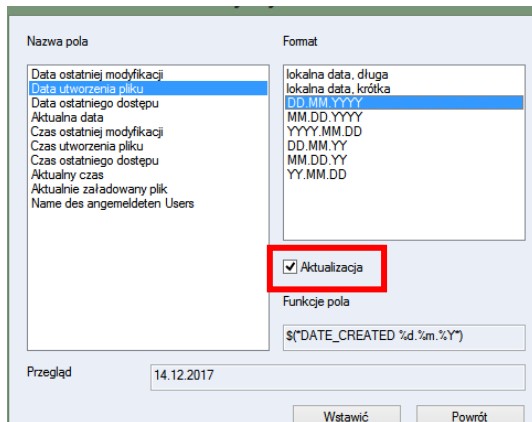 Nazwa pola
Format
Data ostatniej modyfikacji
Data utworzenia pliku
Data ostatniego dostępu
Aktualna data
Czas ostatniej modyfikacji
Czas utworzenia pliku
Czas ostatniego dostępu
Aktualny czas
Aktualnie załadowany plik
Name des angemeldeten Users
lokalna data, długa
lokalna data, krótka
DD.MM.YYYY
MM.DD.YYYY
YYYY.MM.DD
DD.MM.YY
MM.DD.YY
YY.MM.DD
Aktualizacja
Funkcje pola
$("DATE_CREATED %d.%m.%Y")
Przegląd
14.12.2017
Wstawić
Powrót